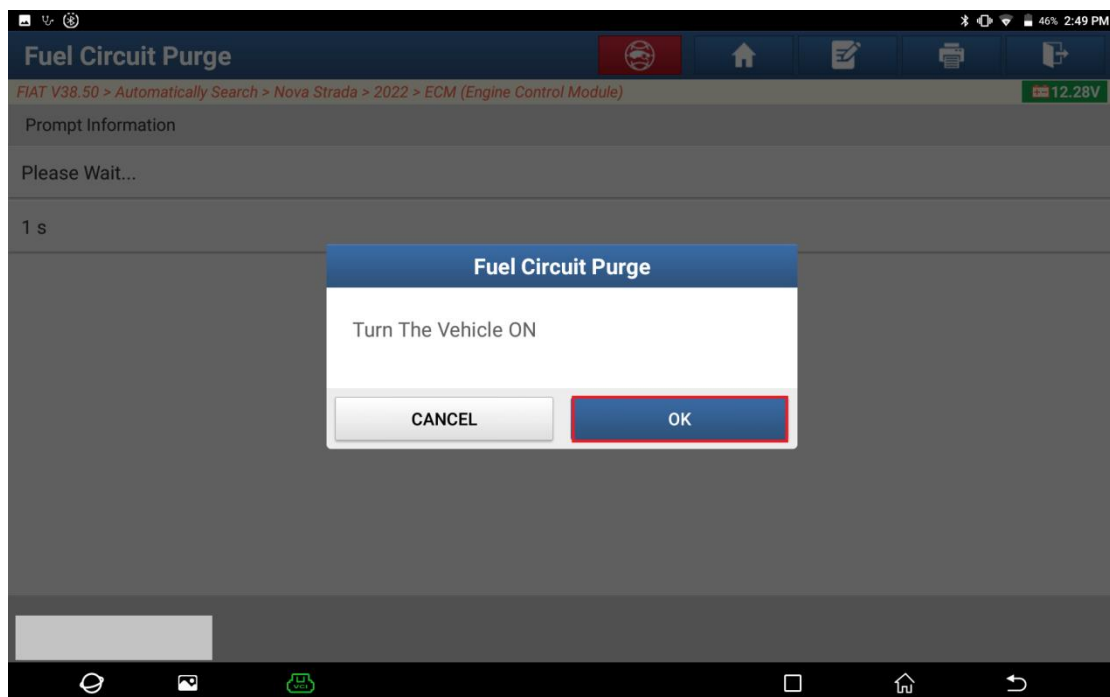 46% 2:49 PM
Fuel Circuit Purge
FIAT V38.50 > Automatically Search > Nova Strada > 2022 > ECM (Engine Control Module)
12.28V
Prompt Information
Please Wait...
1 s
Fuel Circuit Purge
Turn The Vehicle ON
CANCEL
OK
VCI